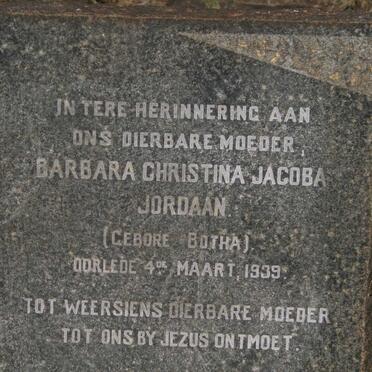 IN TERE HERINNERING AAN
ONS DIERBARE MOEDER
BARBARA CHRISTINA JACOBA
JORDAAN
(GEBORE BOTHA)
OORLEDE 4DE MAART, 1939
TOT WEERSIENS DIERBARE MOEDER
TOT ONS BY JEZUS ONTMOET.